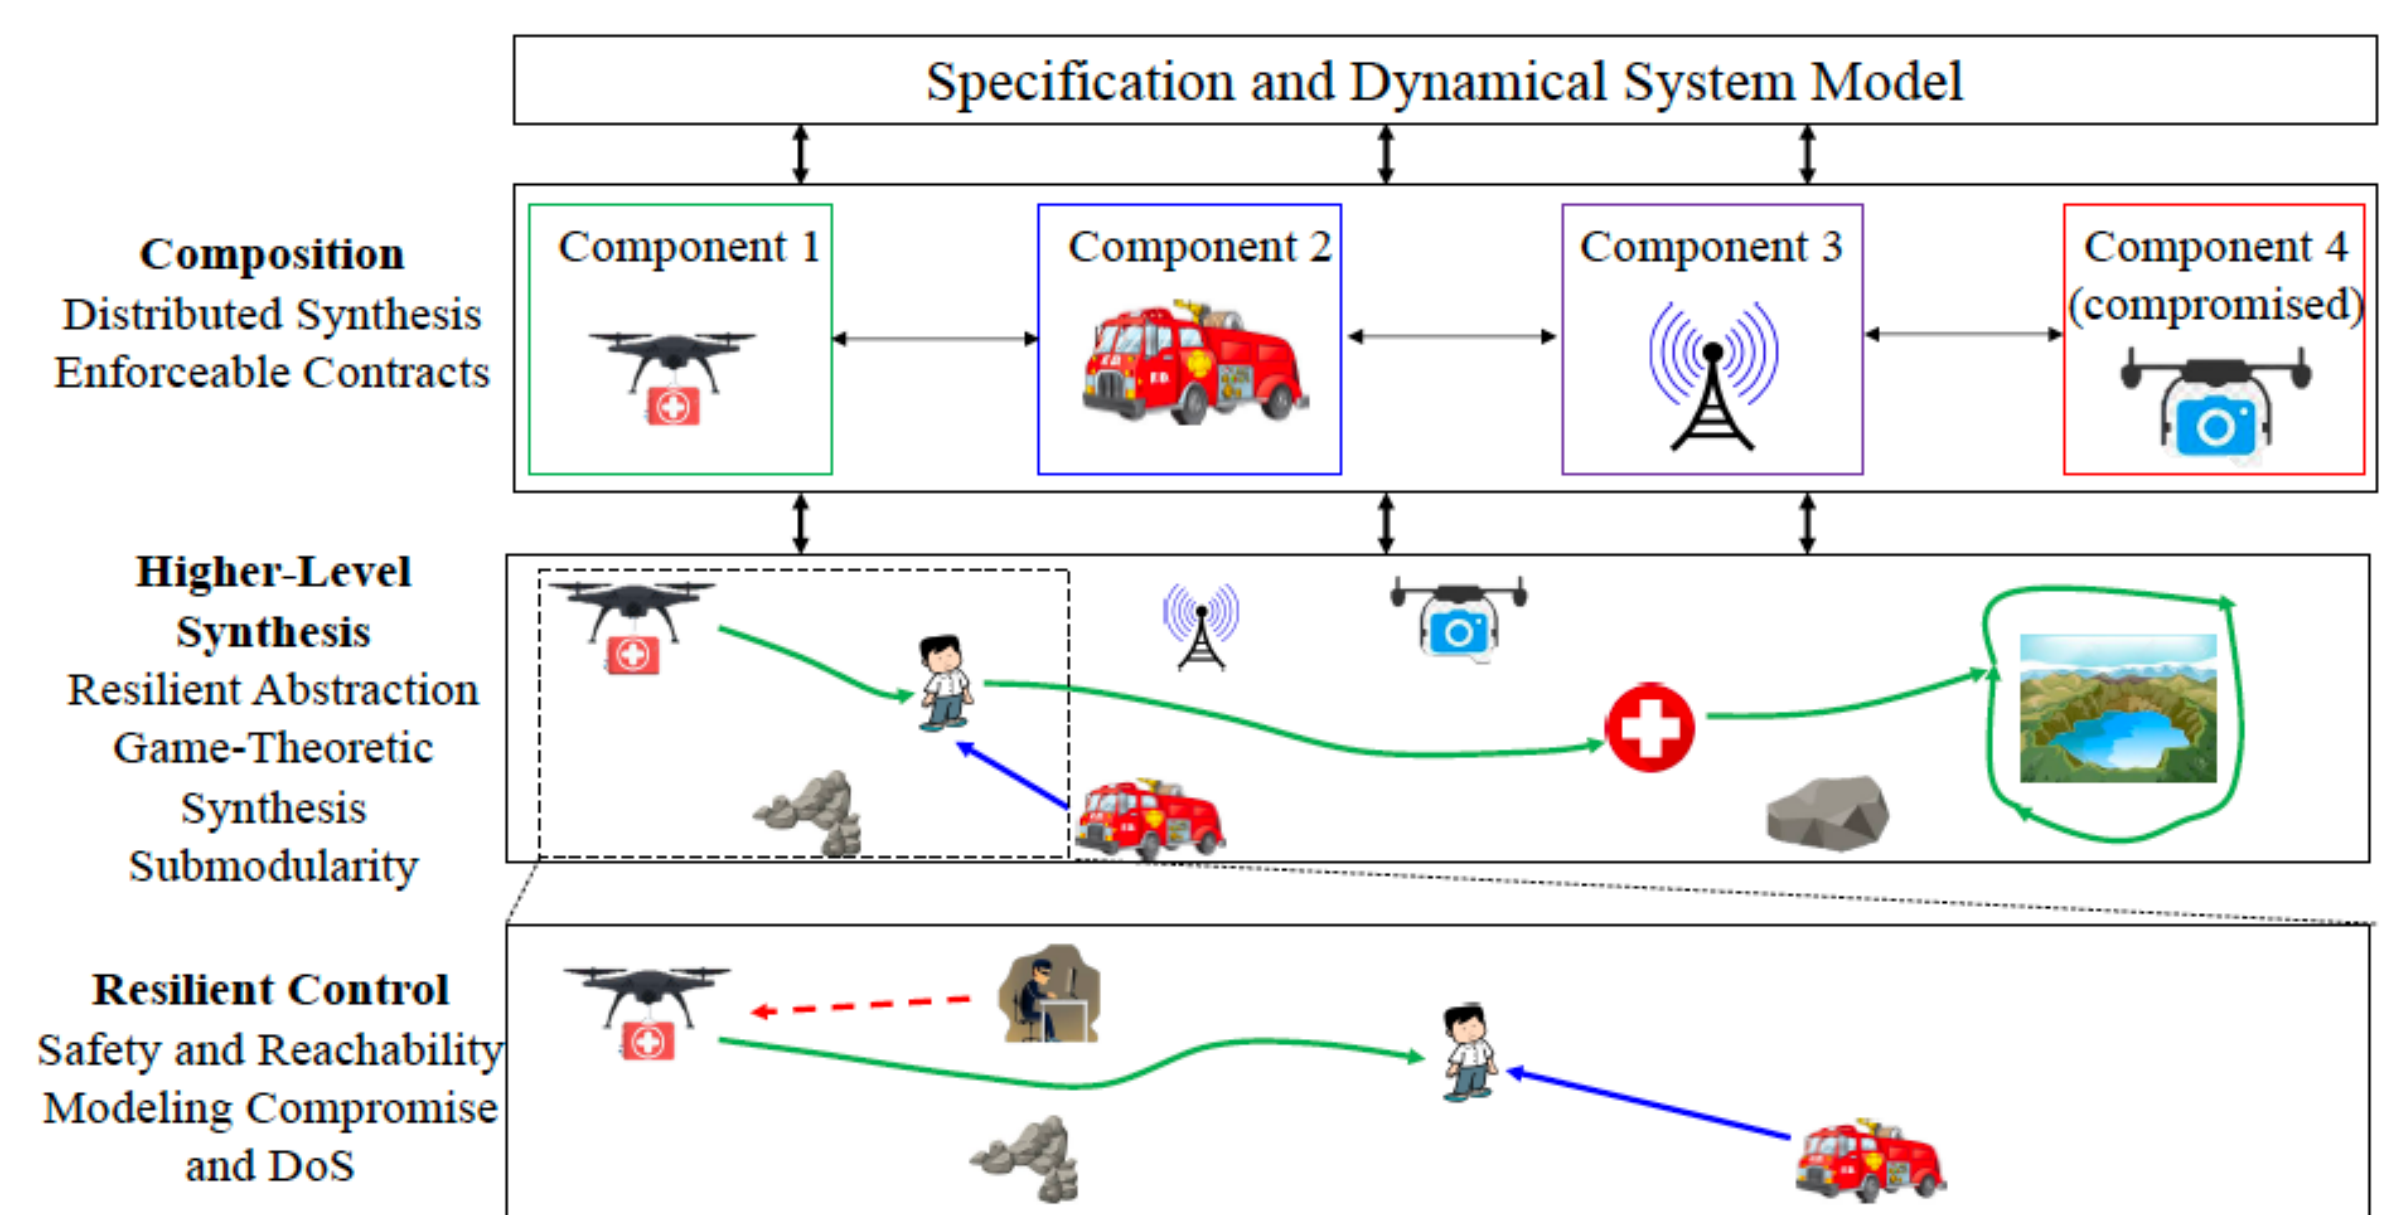 Specification and Dynamical System Model
Composition
Distributed Synthesis
Enforceable Contracts
Component 1
Component 2
Component 3
Component 4
(compromised)
Higher-Level
Synthesis
Resilient Abstraction
Game-Theoretic
Synthesis
Submodularity
Resilient Control
Safety and Reachability
Modeling Compromise
and DoS